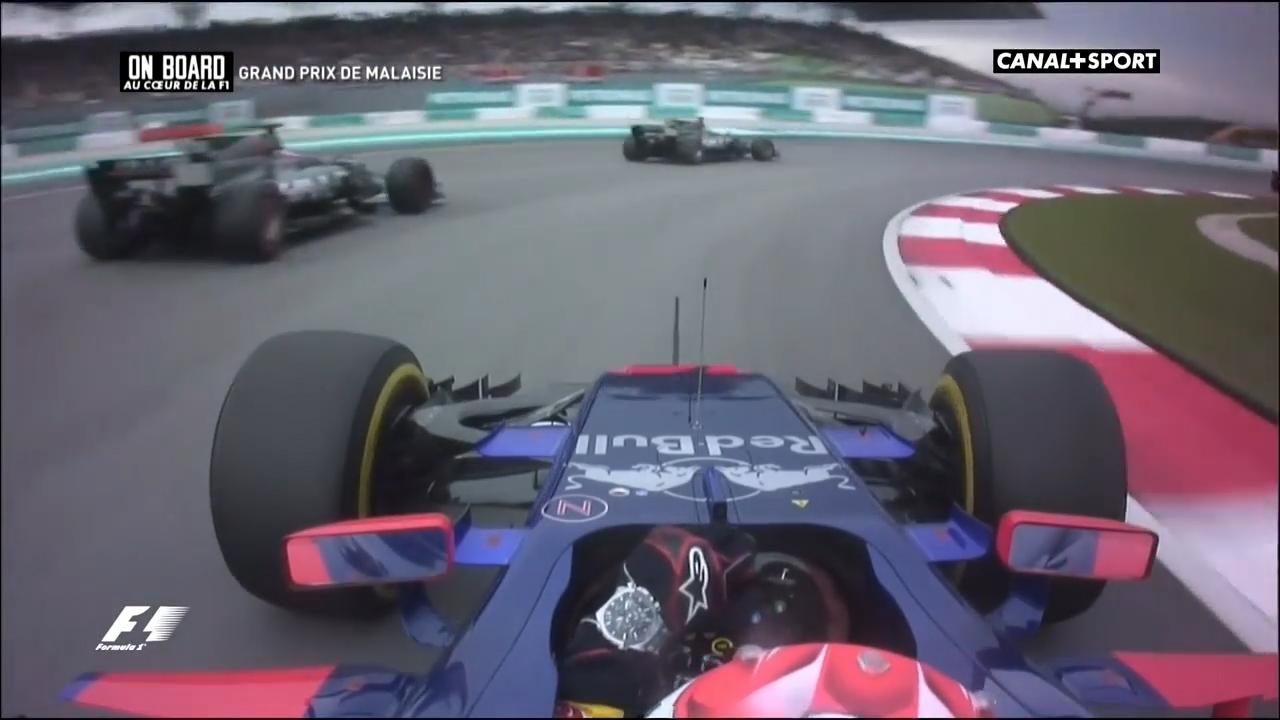 ON BOARD
AU CŒUR DE LA F1
GRAND PRIX DE MALAISIE
CANAL+SPORT
Red Bull
N
F1
Formula 1